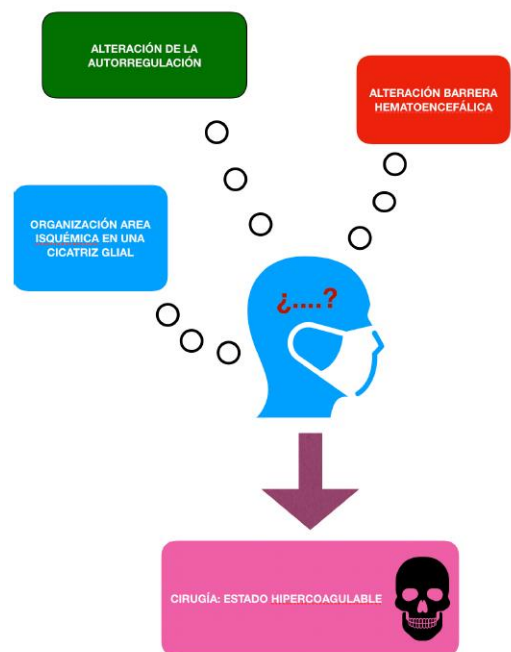 ALTERACIÓN DE LA
AUTORREGULACIÓN
ALTERACIÓN BARRERA
HEMATOENCEFÁLICA
ORGANIZACIÓN AREA
ISQUÉMICA EN UNA
CICATRIZ GLIAL
¿....?
CIRUGÍA: ESTADO HIPERCOAGULABLE